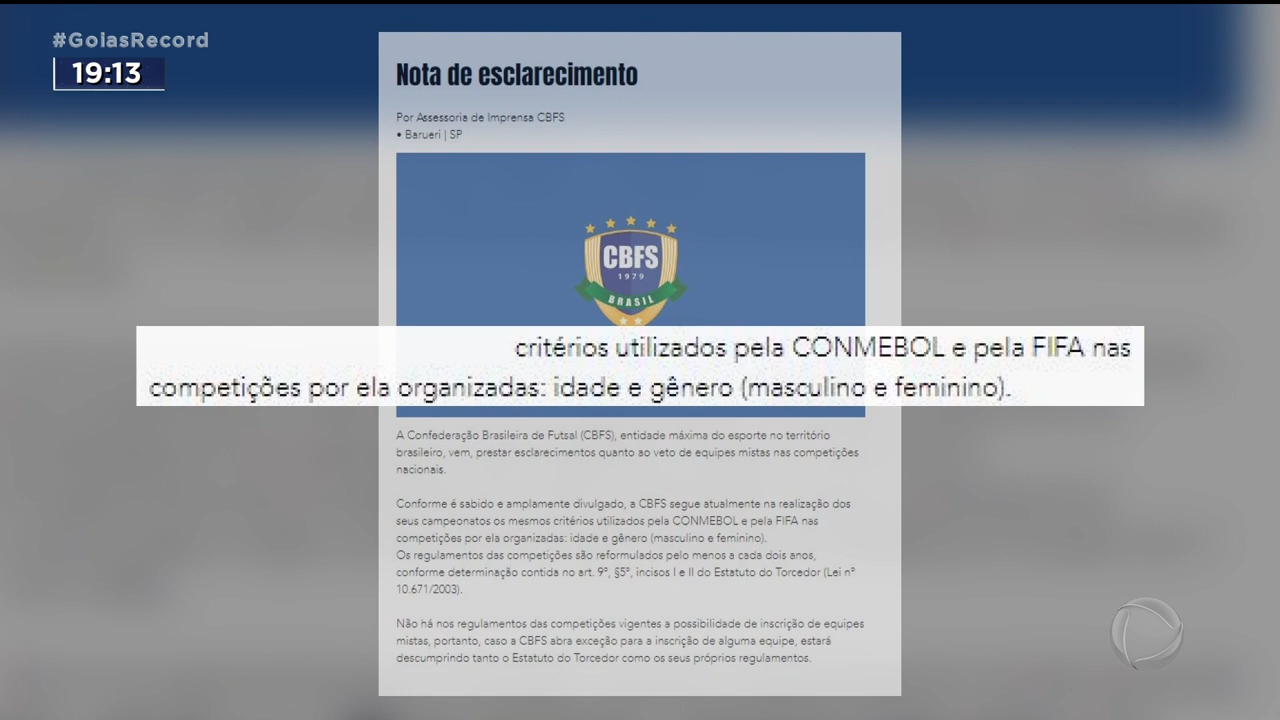 #GoiasRecord
19:13
Nota de esclarecimento
Por Assessoria de Imprensa CBFS
• Barueri | SP
CBFS
1979
BRASIL
critérios utilizados pela CONMEBOL e pela FIFA nas
competições por ela organizadas: idade e gênero (masculino e feminino).
A Confederação Brasileira de Futsal (CBFS), entidade máxima do esporte no território
brasileiro, vem, prestar esclarecimentos quanto ao veto de equipes mistas nas competições
nacionais.
Conforme é sabido e amplamente divulgado, a CBFS segue atualmente na realização dos
seus campeonatos os mesmos critérios utilizados pela CONMEBOL e pela FIFA nas
competições por ela organizadas: idade e gênero (masculino e feminino).
Os regulamentos das competições são reformulados pelo menos a cada dois anos,
conforme determinação contida no art. 9º, §5º, incisos I e II do Estatuto do Torcedor (Lei nº
10.671/2003).
Não há nos regulamentos das competições vigentes a possibilidade de inscrição de equipes
mistas, portanto, caso a CBFS abra exceção para a inscrição de alguma equipe, estará
descumprindo tanto o Estatuto do Torcedor como os seus próprios regulamentos.